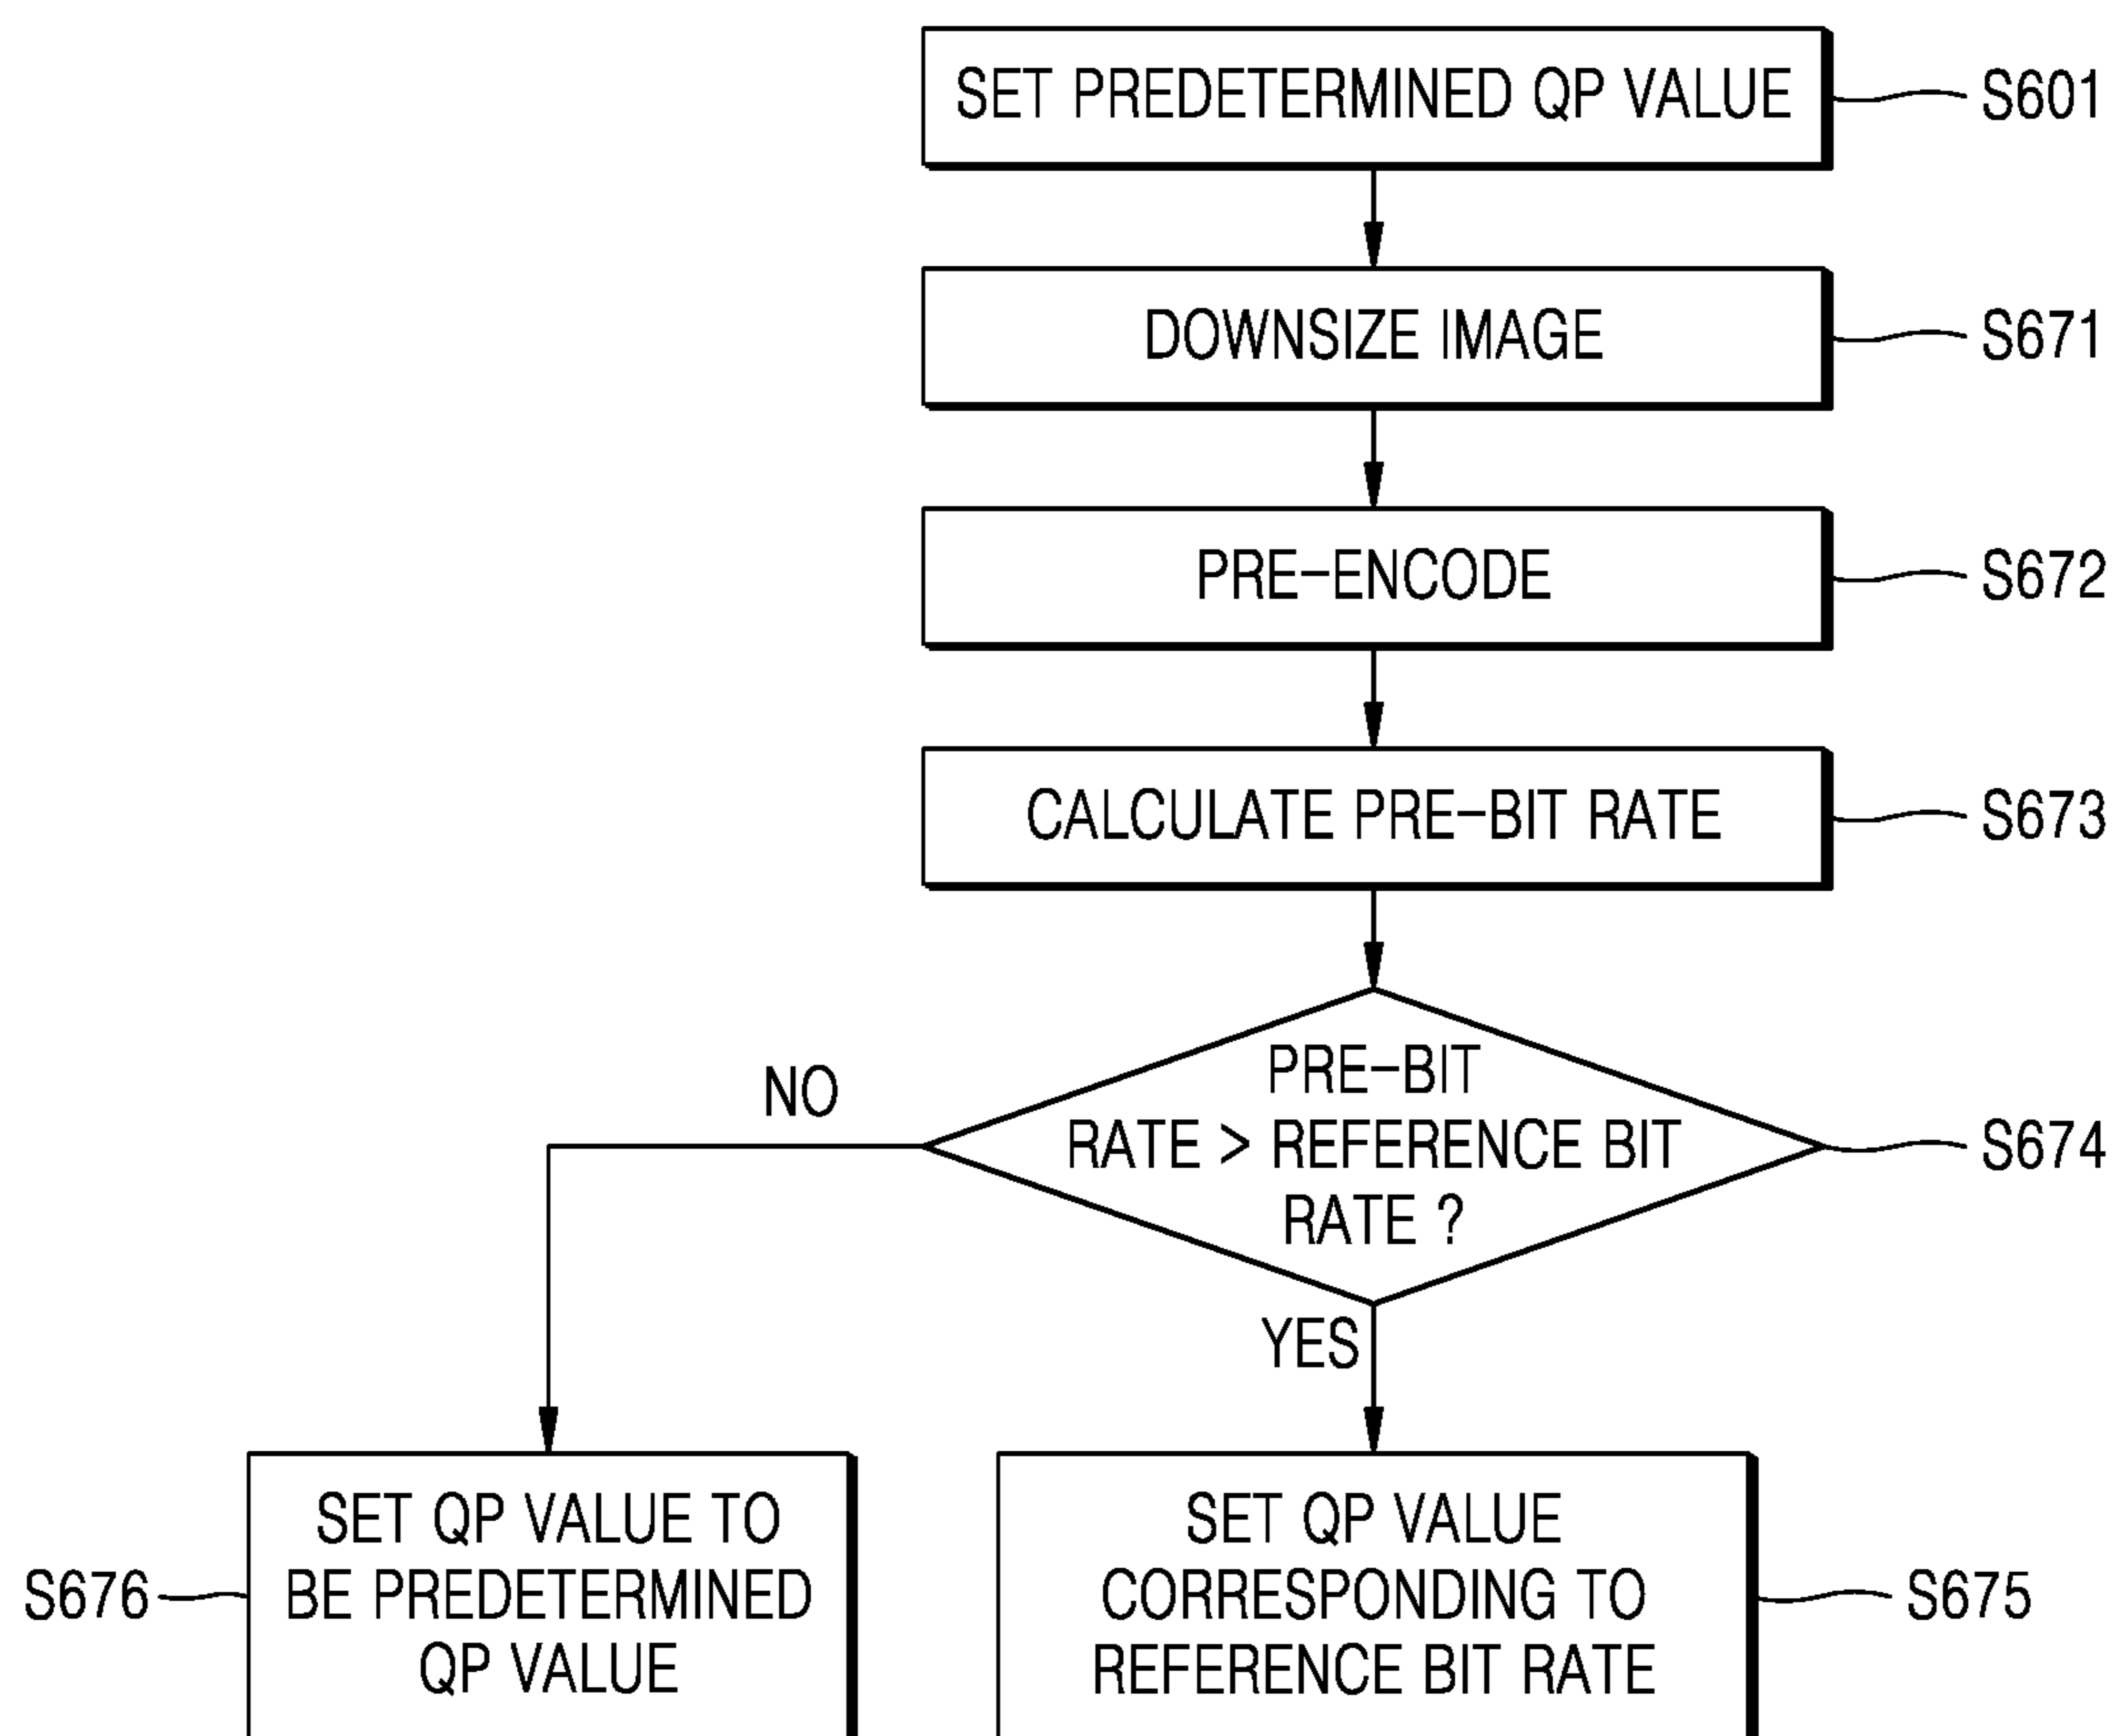 SET PREDETERMINED QP VALUE
S601
DOWNSIZE IMAGE
S671
PRE-ENCODE
S672
CALCULATE PRE-BIT RATE
S673
PRE-BIT
RATE > REFERENCE BIT
RATE ?
S674
NO
YES
SET QP VALUE TO
BE PREDETERMINED
QP VALUE
S676
SET QP VALUE
CORRESPONDING TO
REFERENCE BIT RATE
S675